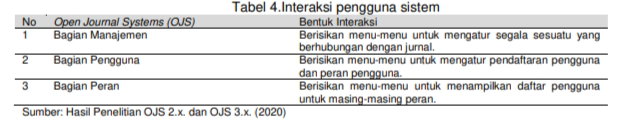 Tabel 4.Interaksi pengguna sistem
No Open Journal Systems (OJS) Bentuk Interaksi
1 Bagian Manajemen Berisikan menu-menu untuk mengatur segala sesuatu yang
berhubungan dengan jurnal.
2 Bagian Pengguna Berisikan menu-menu untuk mengatur pendaftaran pengguna
dan peran pengguna.
3 Bagian Peran Berisikan menu-menu untuk menampilkan daftar pengguna
untuk masing-masing peran.
Sumber: Hasil Penelitian OJS 2.x. dan OJS 3.x. (2020)